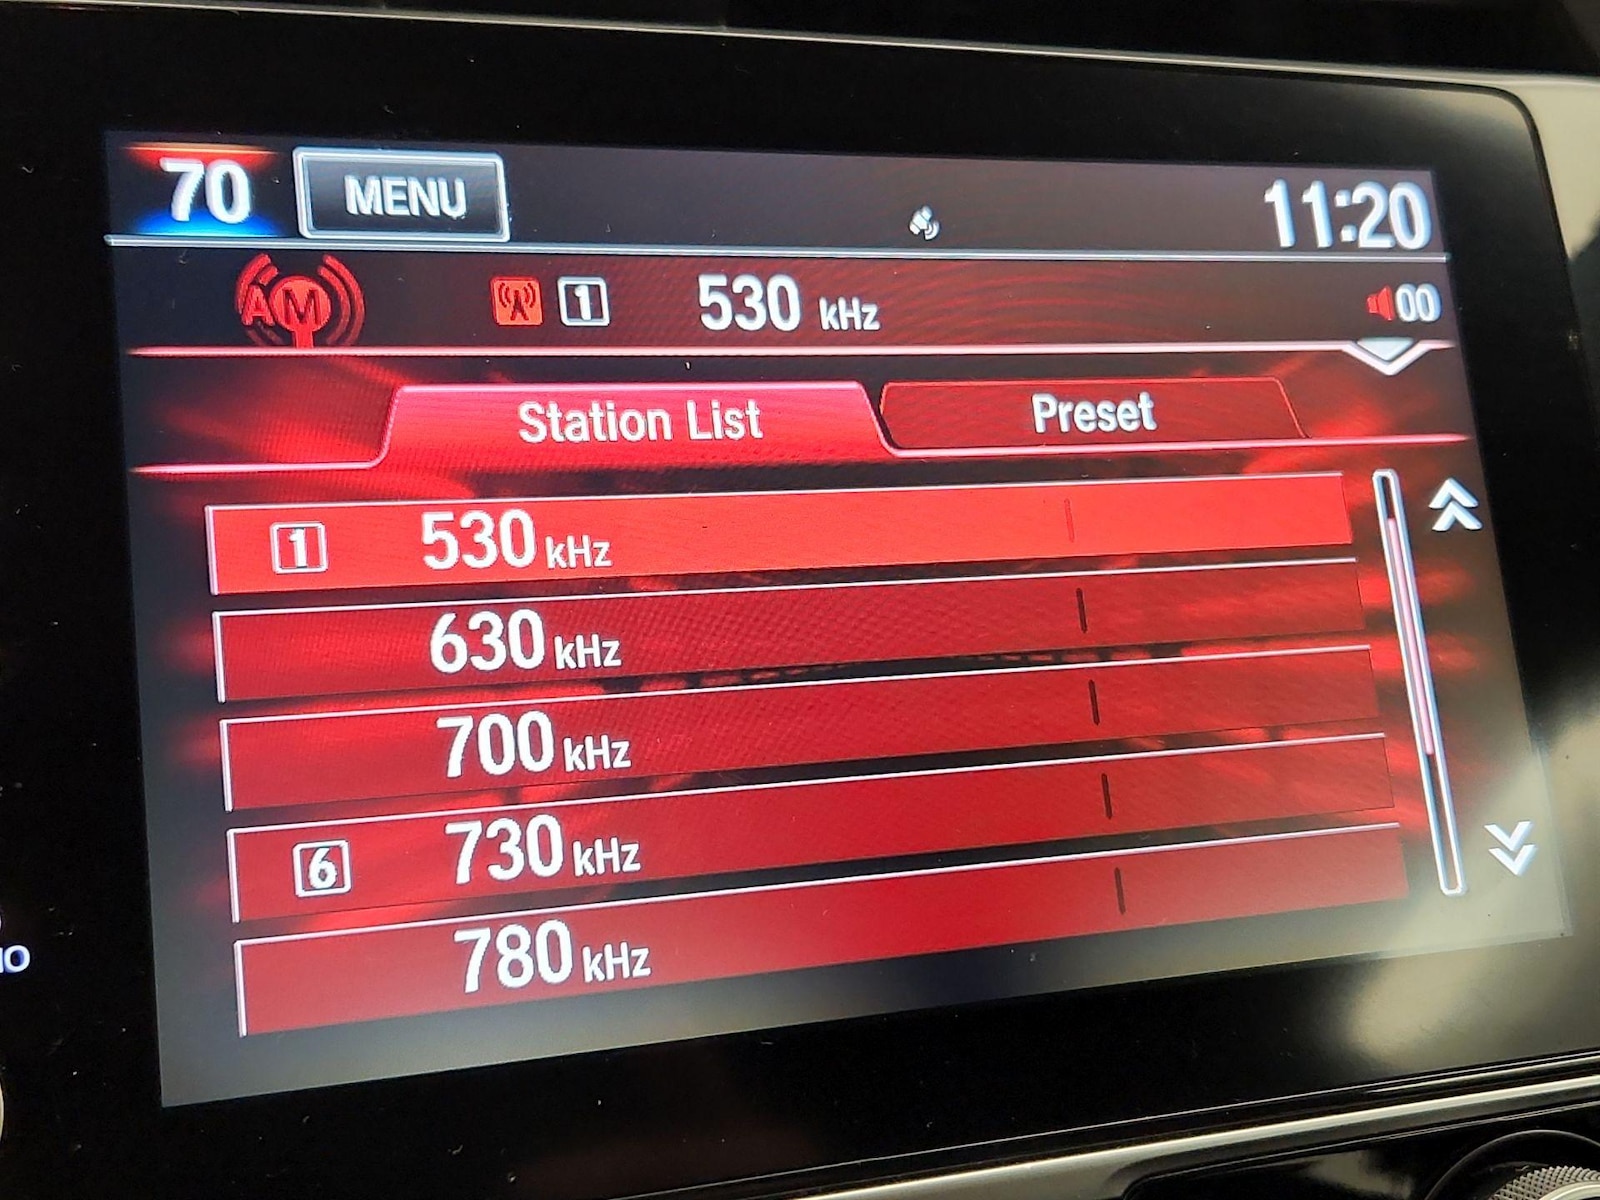 70 MENU 11:20
AM 1 530 kHz 00
Station List Preset
1 530 kHz
630 kHz
700 kHz
6 730 kHz
780 kHz